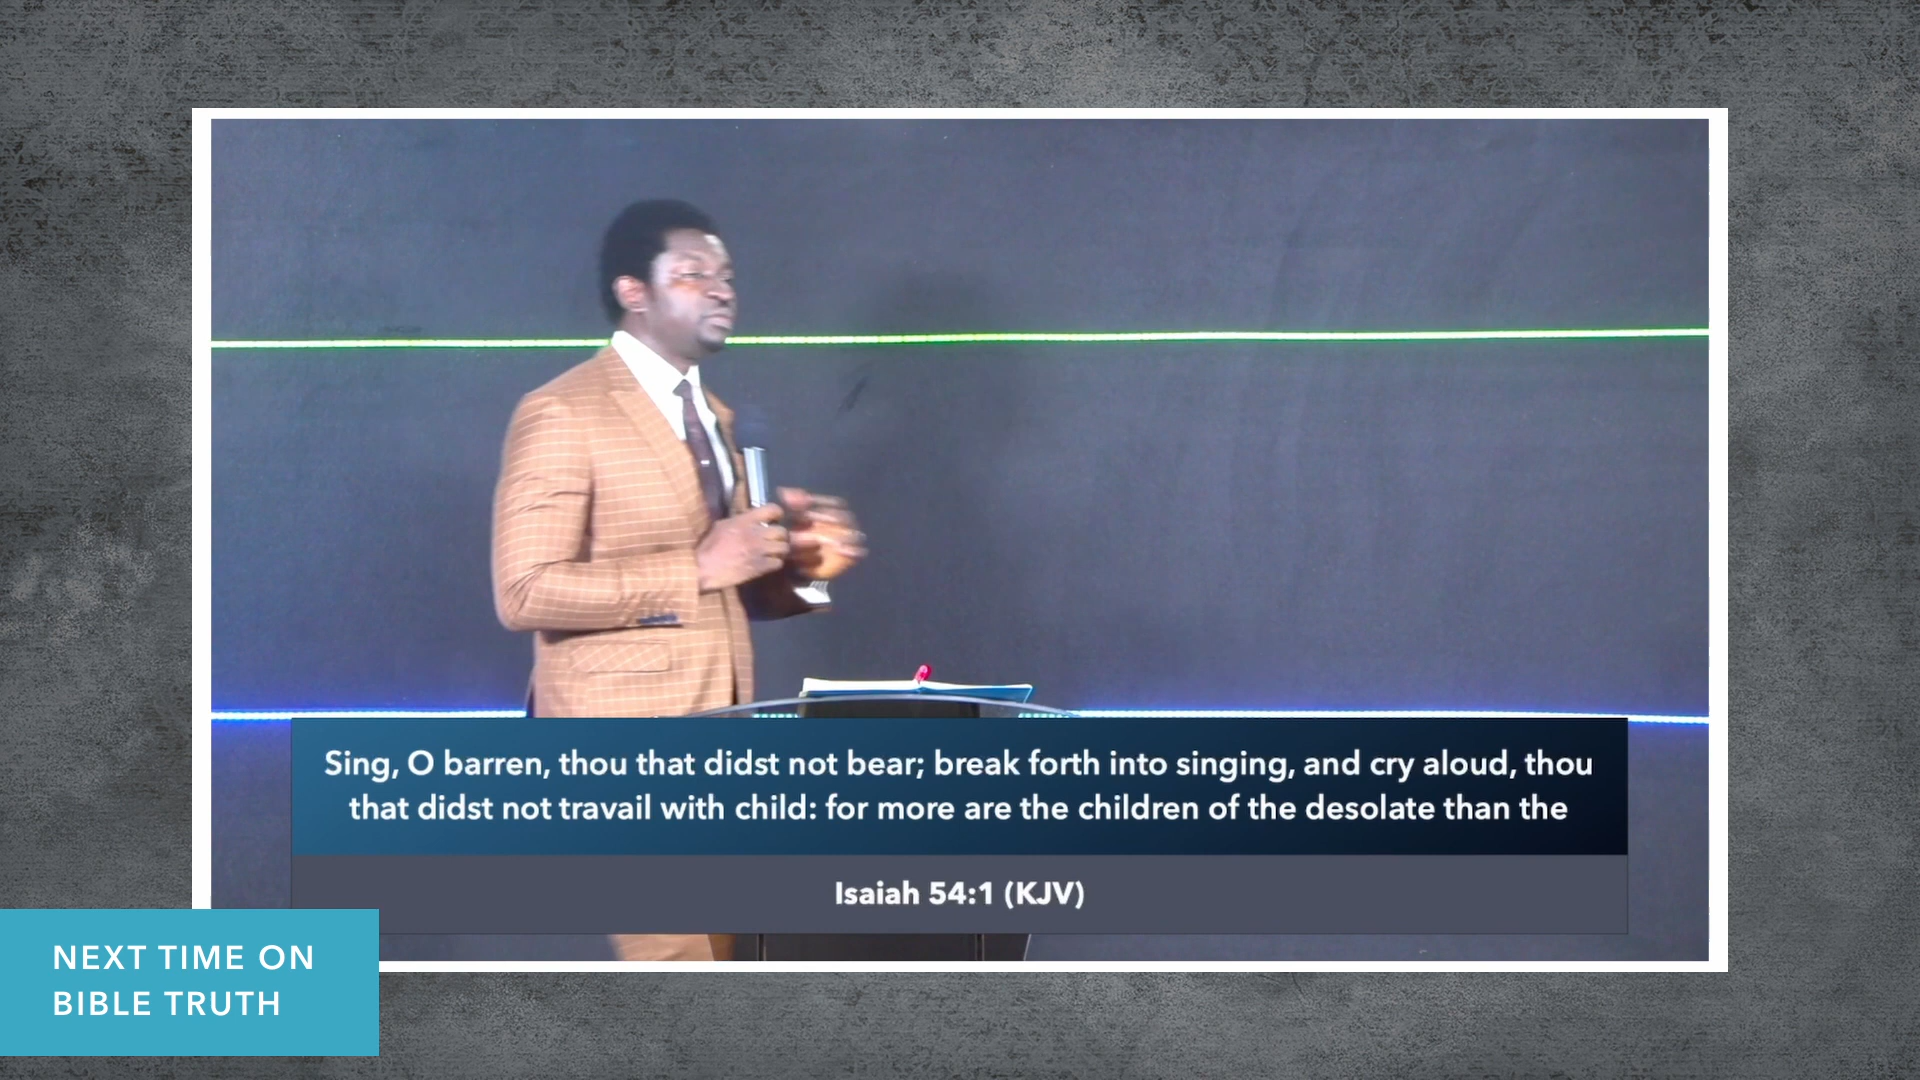 Sing, O barren, thou that didst not bear; break forth into singing, and cry aloud, thou
that didst not travail with child: for more are the children of the desolate than the
Isaiah 54:1 (KJV)
NEXT TIME ON
BIBLE TRUTH